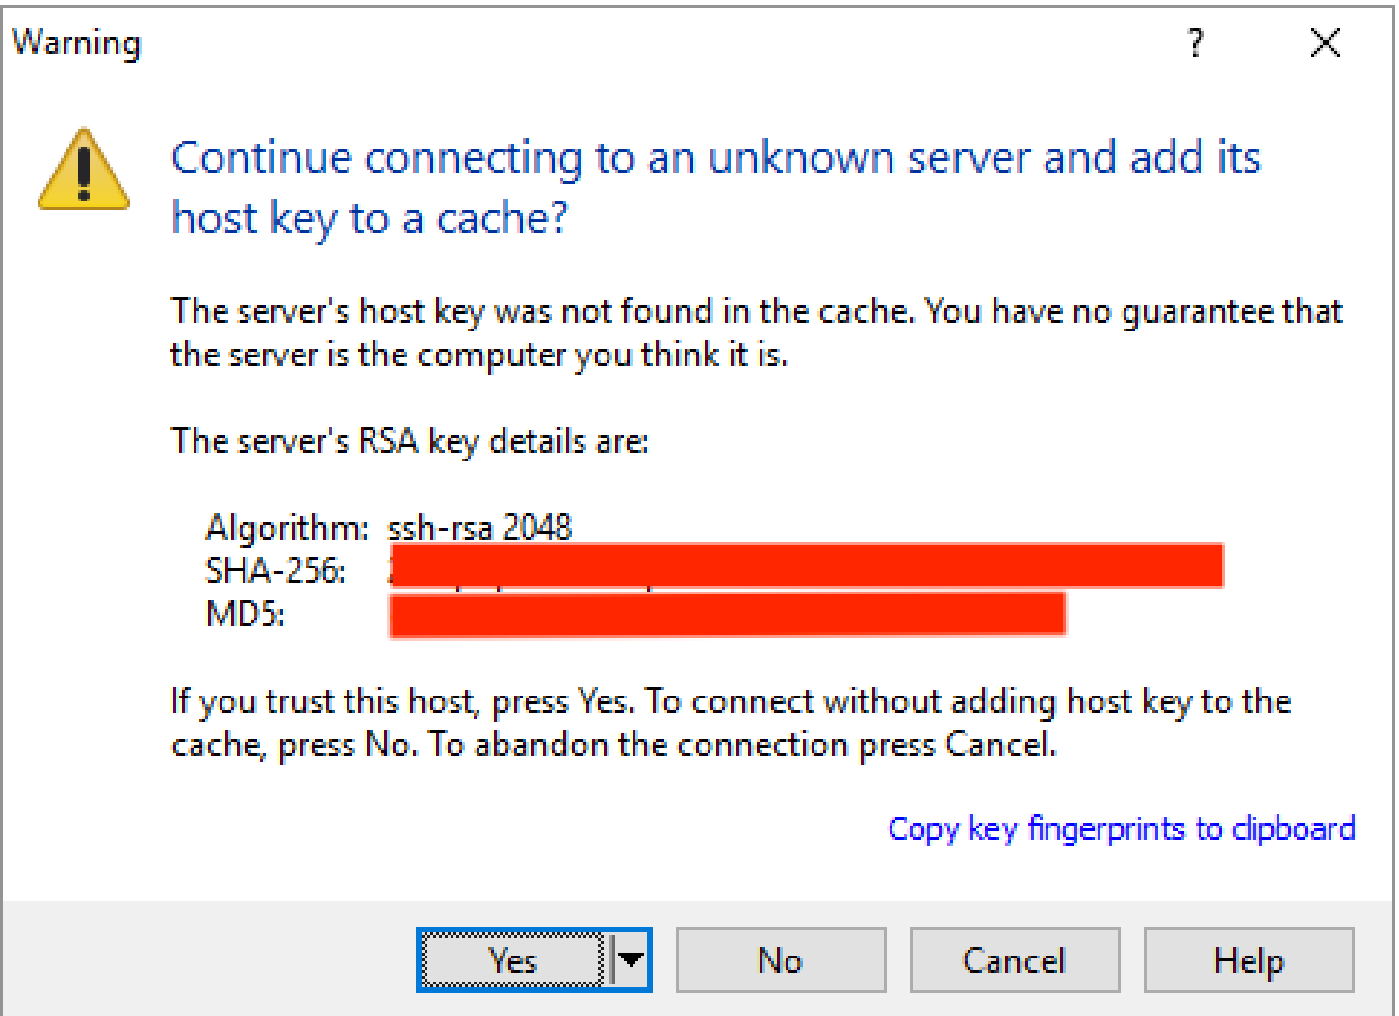 Warning
?
Continue connecting to an unknown server and add its
host key to a cache?
The server's host key was not found in the cache. You have no guarantee that
the server is the computer you think it is.
The server's RSA key details are:
Algorithm: ssh-rsa 2048
SHA-256:
MD5:
If you trust this host, press Yes. To connect without adding host key to the
cache, press No. To abandon the connection press Cancel.
Copy key fingerprints to clipboard
Yes
No
Cancel
Help